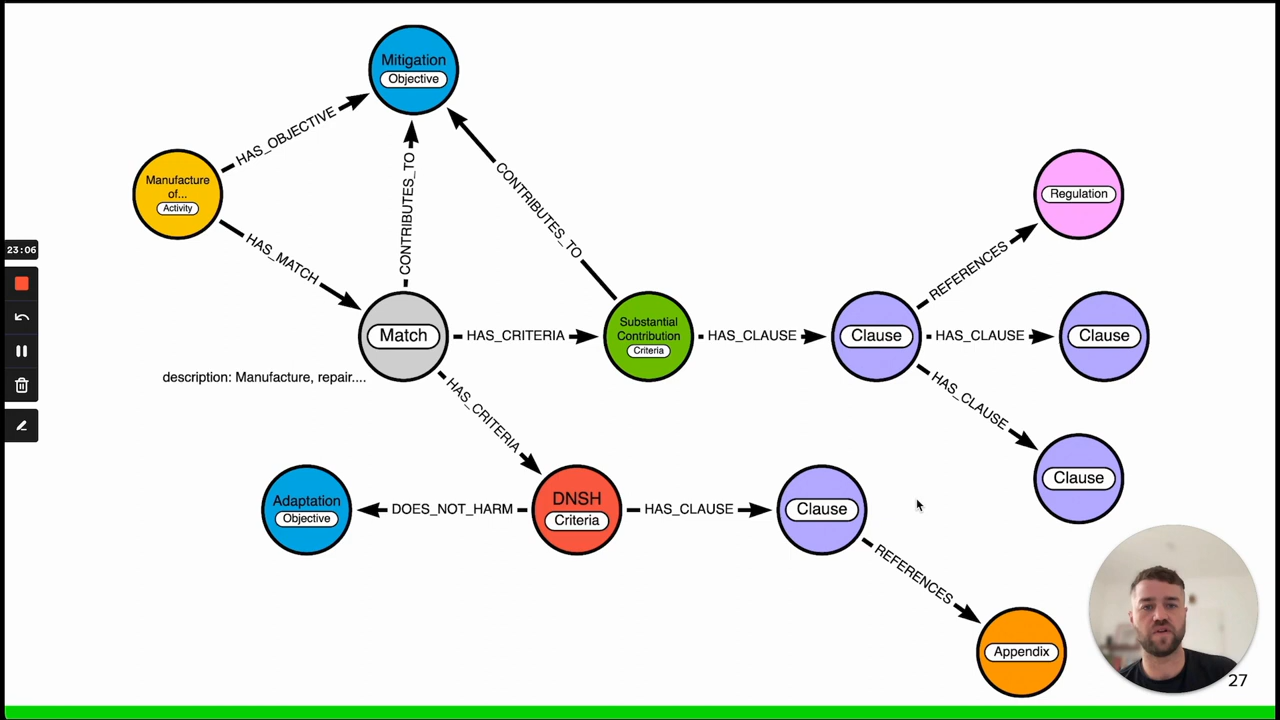 Mitigation
Objective
HAS_OBJECTIVE
Manufacture
of...
Activity
CONTRIBUTES_TO
CONTRIBUTES_TO
Regulation
HAS_MATCH
REFERENCES
23:06
Match
HAS_CRITERIA
Substantial
Contribution
Criteria
HAS_CLAUSE
Clause
HAS_CLAUSE
Clause
description: Manufacture, repair....
HAS_CRITERIA
HAS_CLAUSE
Clause
Adaptation
Objective
DOES_NOT_HARM
DNSH
Criteria
HAS_CLAUSE
Clause
REFERENCES
Appendix
27